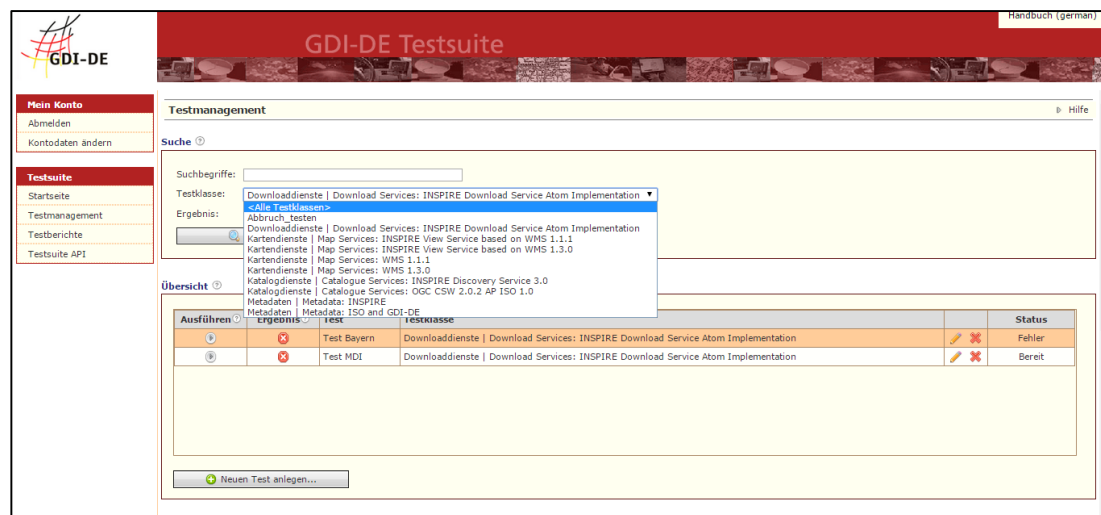 Handbuch (german)
GDI-DE
GDI-DE Testsuite
Mein Konto
Abmelden
Kontodaten ändern
Testsuite
Startseite
Testmanagement
Testberichte
Testsuite API
Testmanagement
Hilfe
Suche
Suchbegriffe:
Testklasse: Downloaddienste | Download Services: INSPIRE Download Service Atom Implementation
Ergebnis:
<Alle Testklassen>
Abbruch_testen
Downloaddienste | Download Services: INSPIRE Download Service Atom Implementation
Kartendienste | Map Services: INSPIRE View Service based on WMS 1.1.1
Kartendienste | Map Services: INSPIRE View Service based on WMS 1.3.0
Kartendienste | Map Services: WMS 1.1.1
Kartendienste | Map Services: WMS 1.3.0
Katalogdienste | Catalogue Services: INSPIRE Discovery Service 3.0
Katalogdienste | Catalogue Services: OGC CSW 2.0.2 AP ISO 1.0
Metadaten | Metadata: INSPIRE
Metadaten | Metadata: ISO and GDI-DE
Übersicht
Ausführen Ergebnis Test Testklasse Status
Test Bayern Downloaddienste | Download Services: INSPIRE Download Service Atom Implementation Fehler
Test MDI Downloaddienste | Download Services: INSPIRE Download Service Atom Implementation Bereit
Neuen Test anlegen...